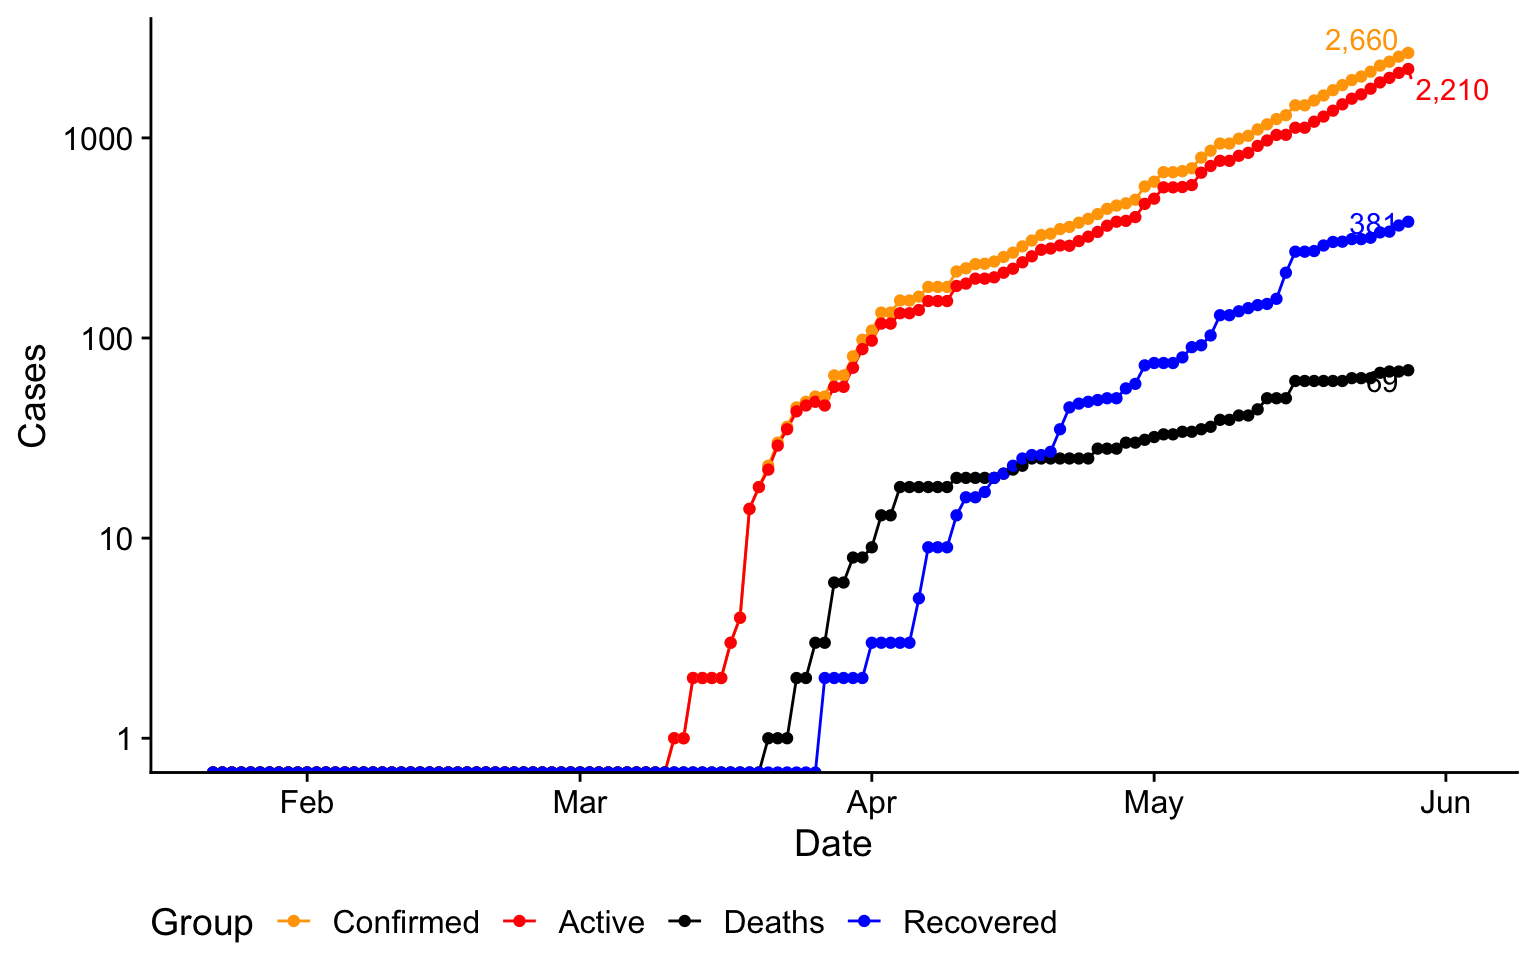 2,660
2,210
1000
381
100
69
10
1
Cases
Feb Mar Apr May Jun
Date
Group Confirmed Active Deaths Recovered